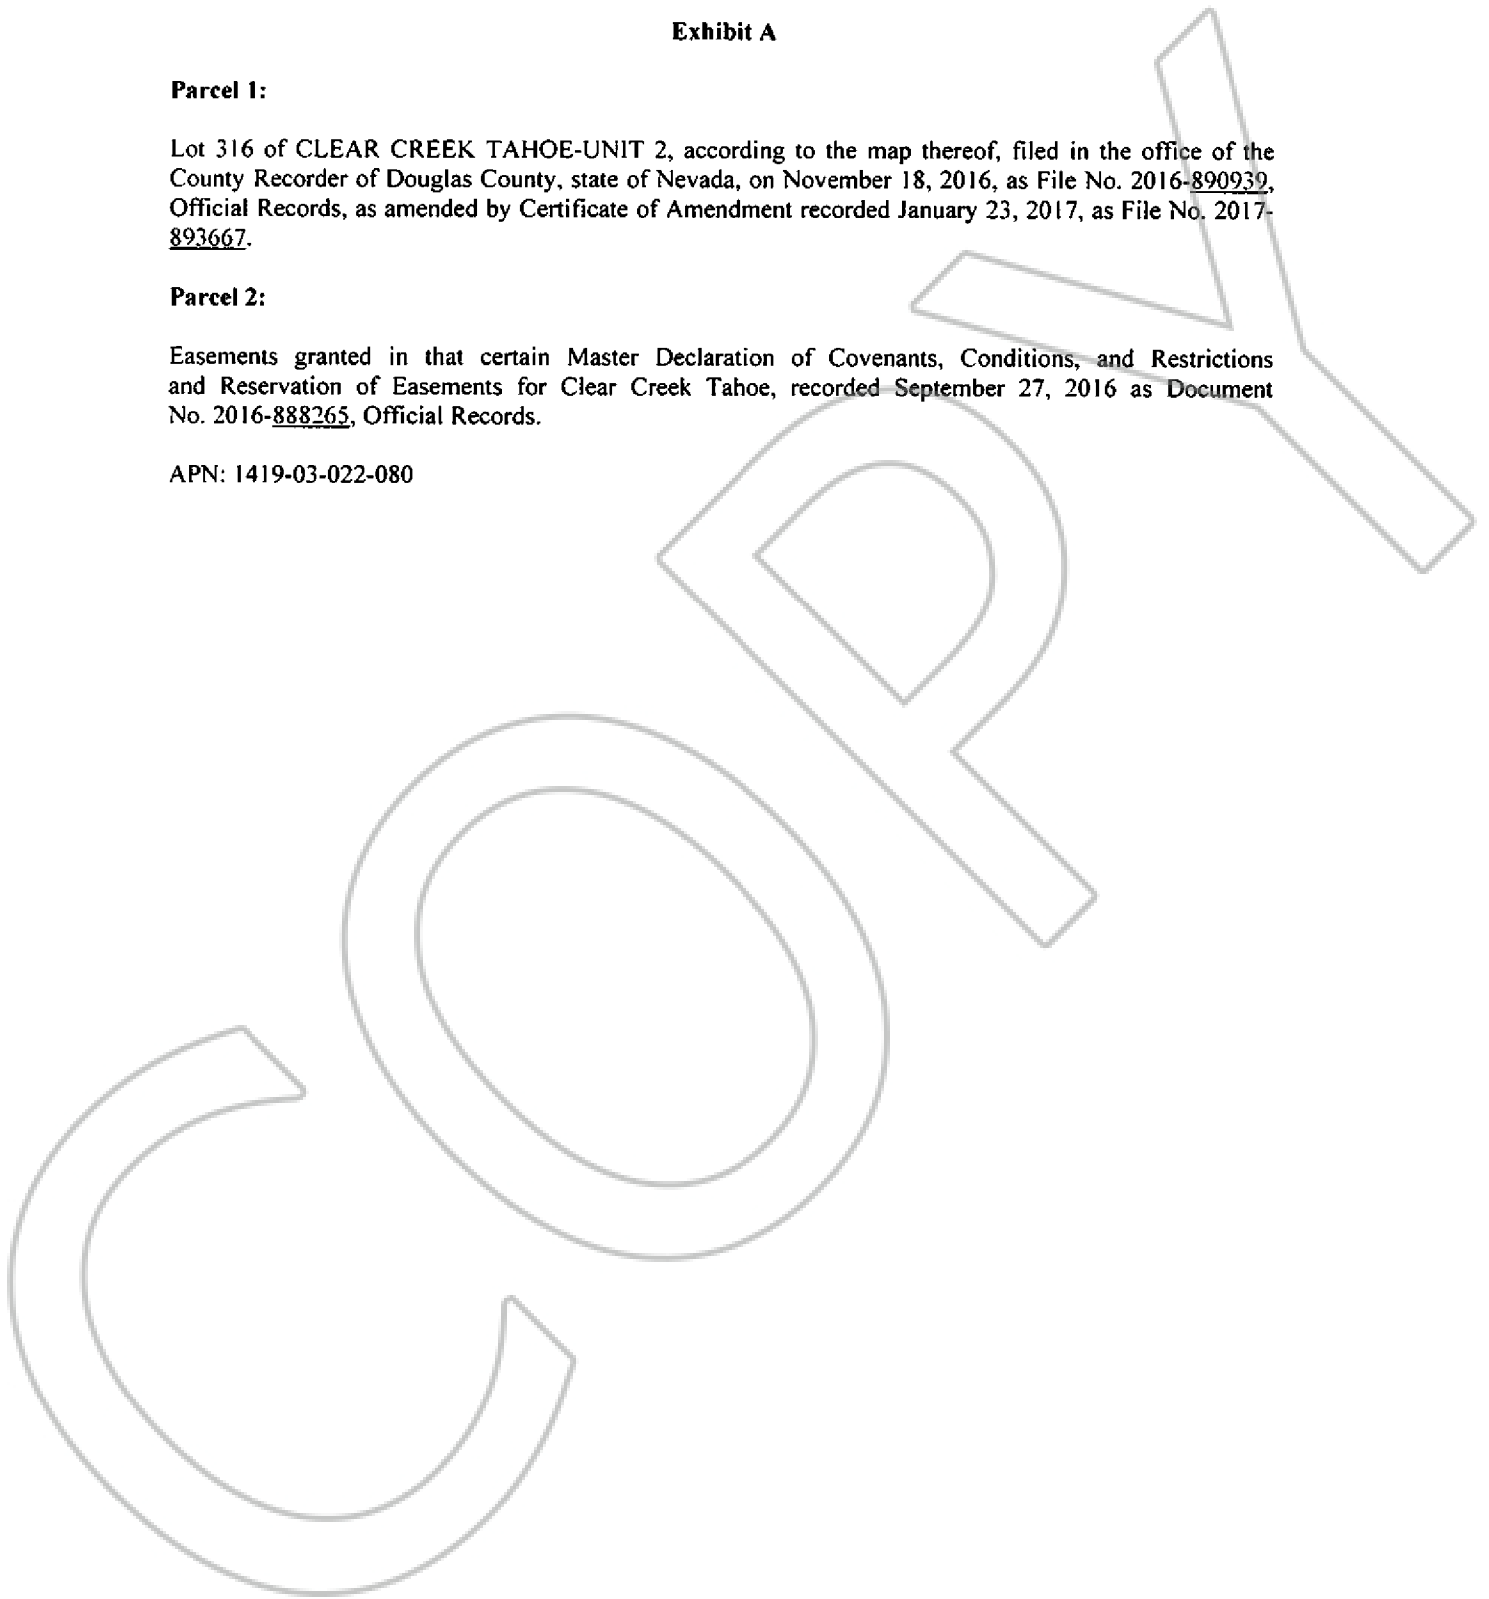 Exhibit A
Parcel 1:
Lot 316 of CLEAR CREEK TAHOE-UNIT 2, according to the map thereof, filed in the office of the
County Recorder of Douglas County, state of Nevada, on November 18, 2016, as File No. 2016-890939,
Official Records, as amended by Certificate of Amendment recorded January 23, 2017, as File No. 2017-
893667.
Parcel 2:
Easements granted in that certain Master Declaration of Covenants, Conditions, and Restrictions
and Reservation of Easements for Clear Creek Tahoe, recorded September 27, 2016 as Document
No. 2016-888265, Official Records.
APN: 1419-03-022-080
COPY